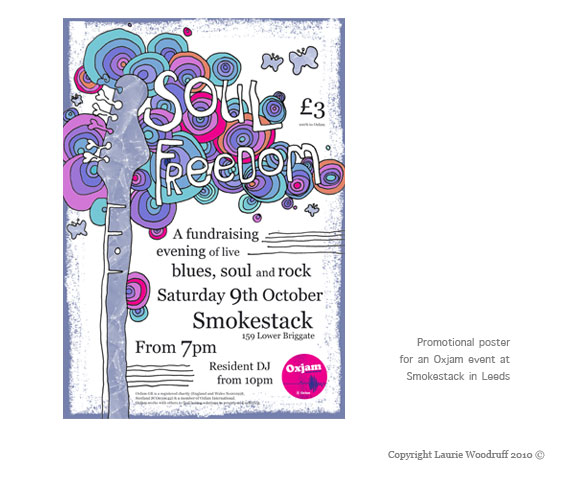 SOUL
FREEDOM
£3
A fundraising
evening of live
blues, soul and rock
Saturday 9th October
Smokestack
159 Lower Briggate
From 7pm
Resident DJ
from 10pm
Oxjam
Promotional poster
for an Oxjam event at
Smokestack in Leeds
Copyright Laurie Woodruff 2010 ©